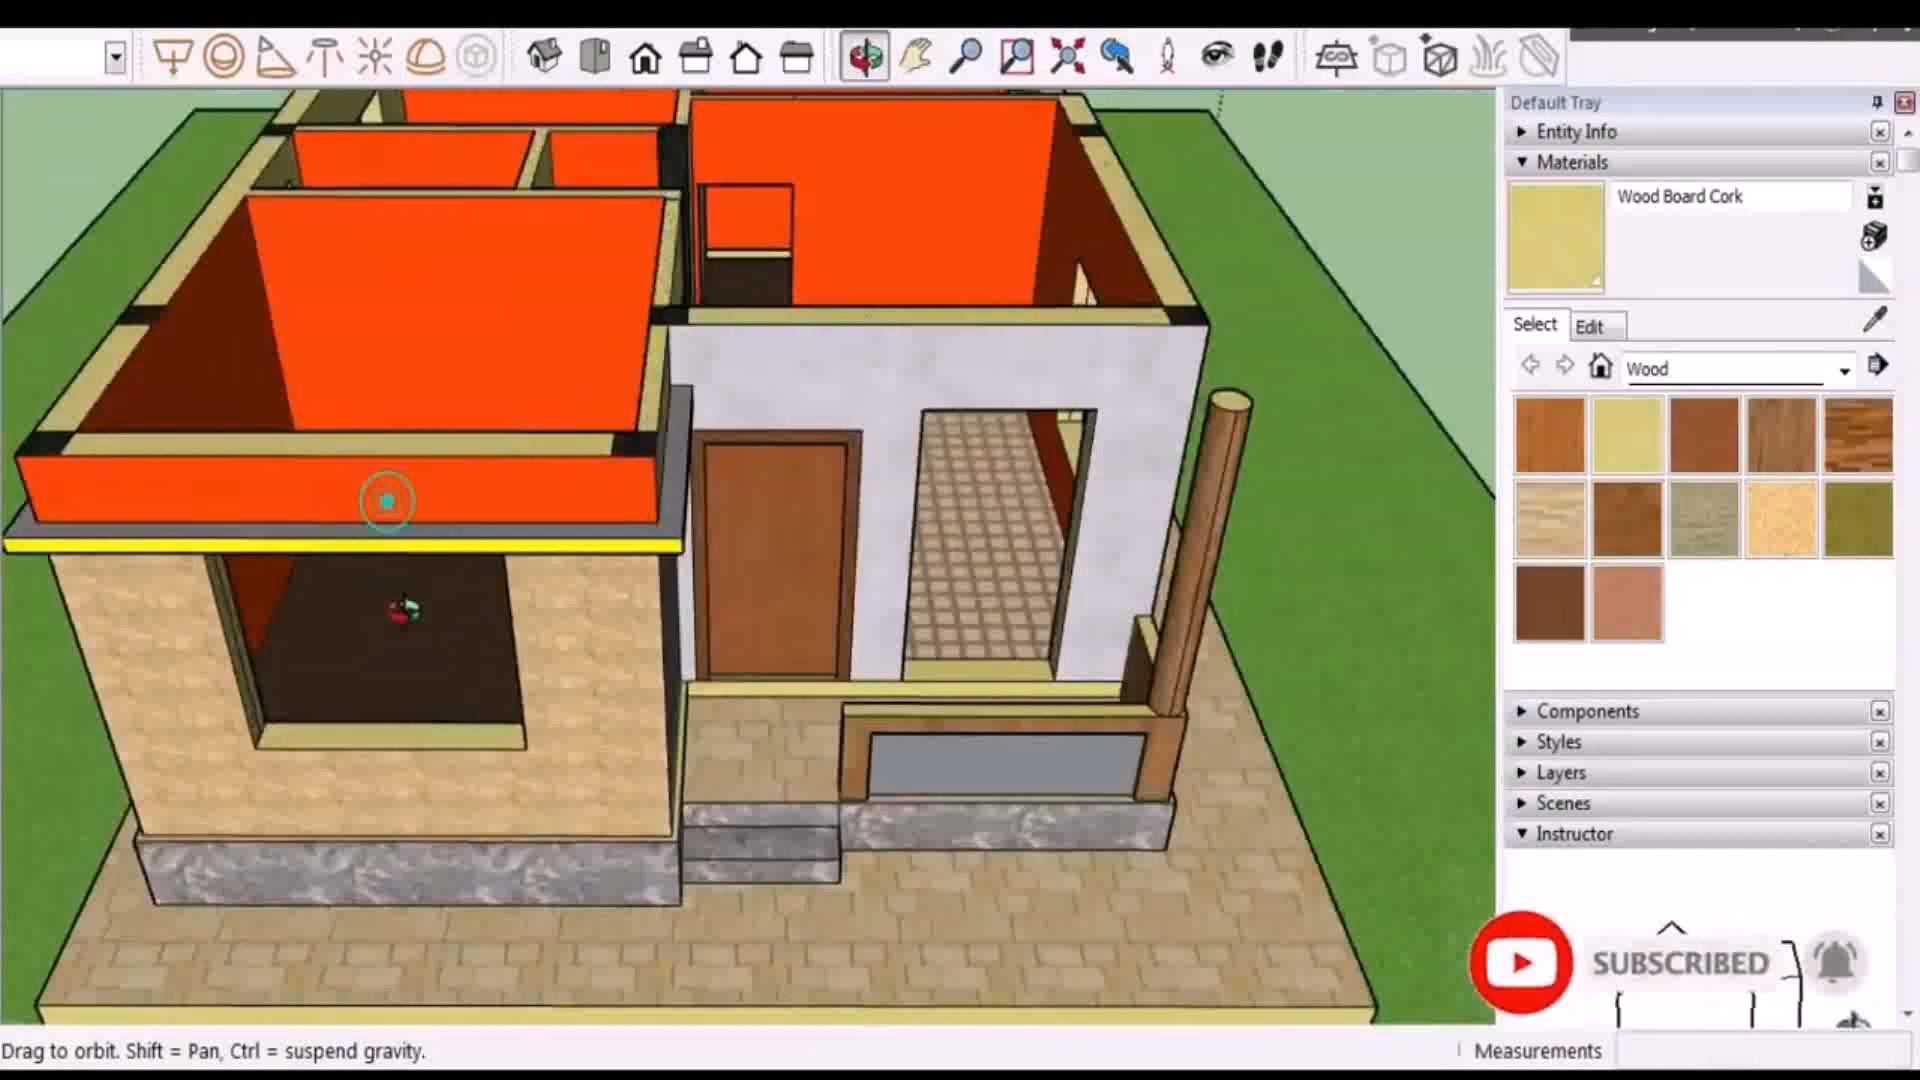 Default Tray
Entity Info
Materials
Wood Board Cork
Select
Edit
Wood
Components
Styles
Layers
Scenes
Instructor
SUBSCRIBED
Drag to orbit. Shift = Pan, Ctrl = suspend gravity.
Measurements